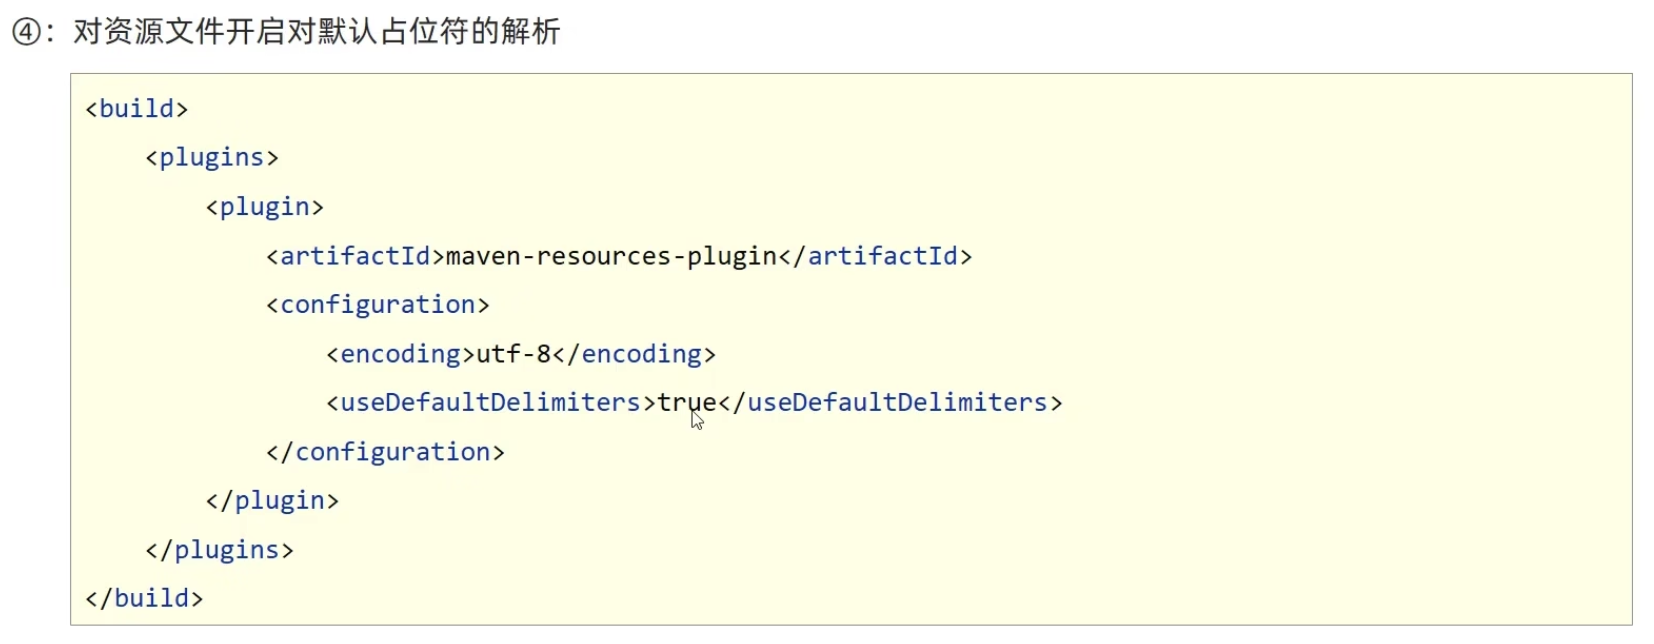 ④：对资源文件开启对默认占位符的解析
<build>
    <plugins>
        <plugin>
            <artifactId>maven-resources-plugin</artifactId>
            <configuration>
                <encoding>utf-8</encoding>
                <useDefaultDelimiters>true</useDefaultDelimiters>
            </configuration>
        </plugin>
    </plugins>
</build>